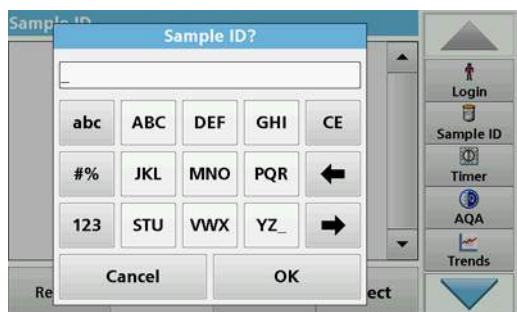 Sample ID
Sample ID?
_
abc ABC DEF GHI CE
#% JKL MNO PQR
123 STU VWX YZ_
Cancel OK
Login
Sample ID
Timer
AQA
Trends